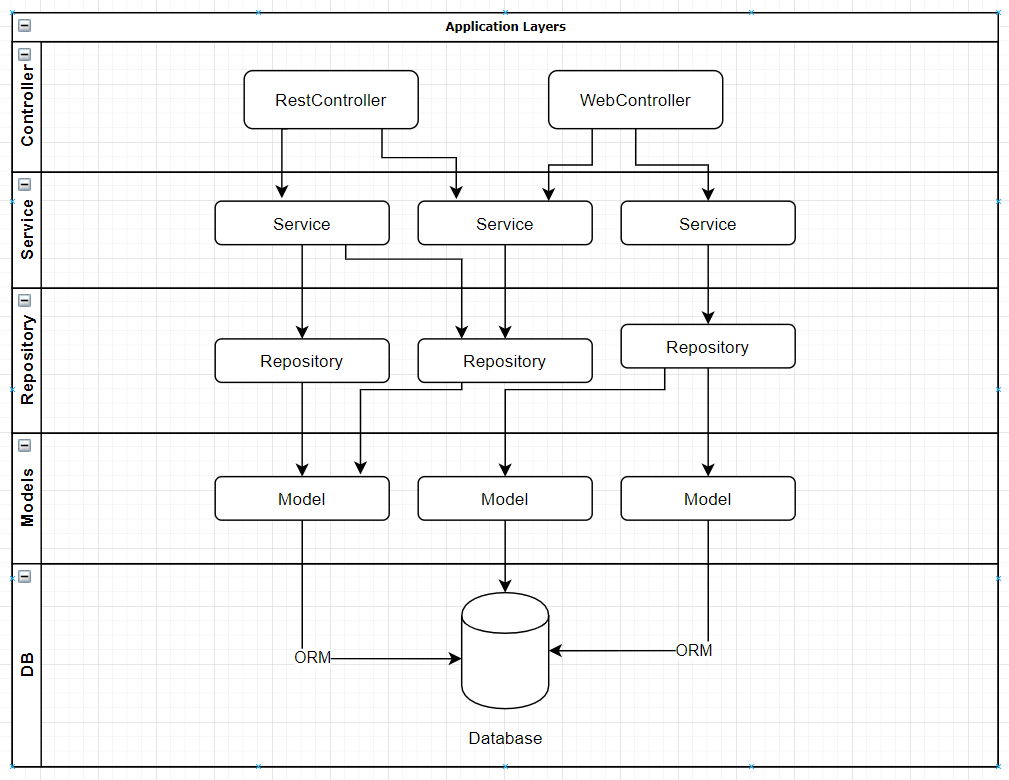 Application Layers
Controller
RestController
WebController
Service
Service
Service
Service
Repository
Repository
Repository
Repository
Models
Model
Model
Model
DB
ORM
ORM
Database